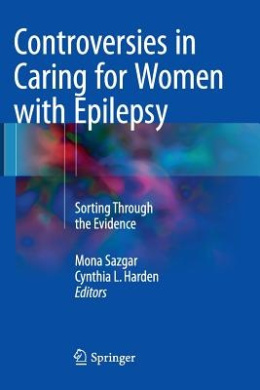 Controversies in
Caring for Women
with Epilepsy
Sorting Through
the Evidence
Mona Sazgar
Cynthia L. Harden
Editors
Springer